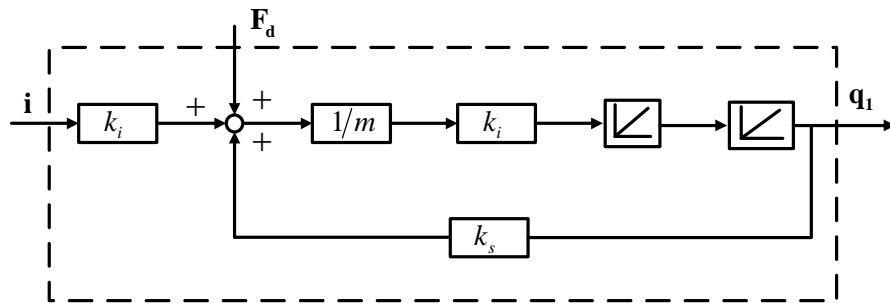 F_d
i
q_1
+
+
+
k_i
1/m
k_i
k_s